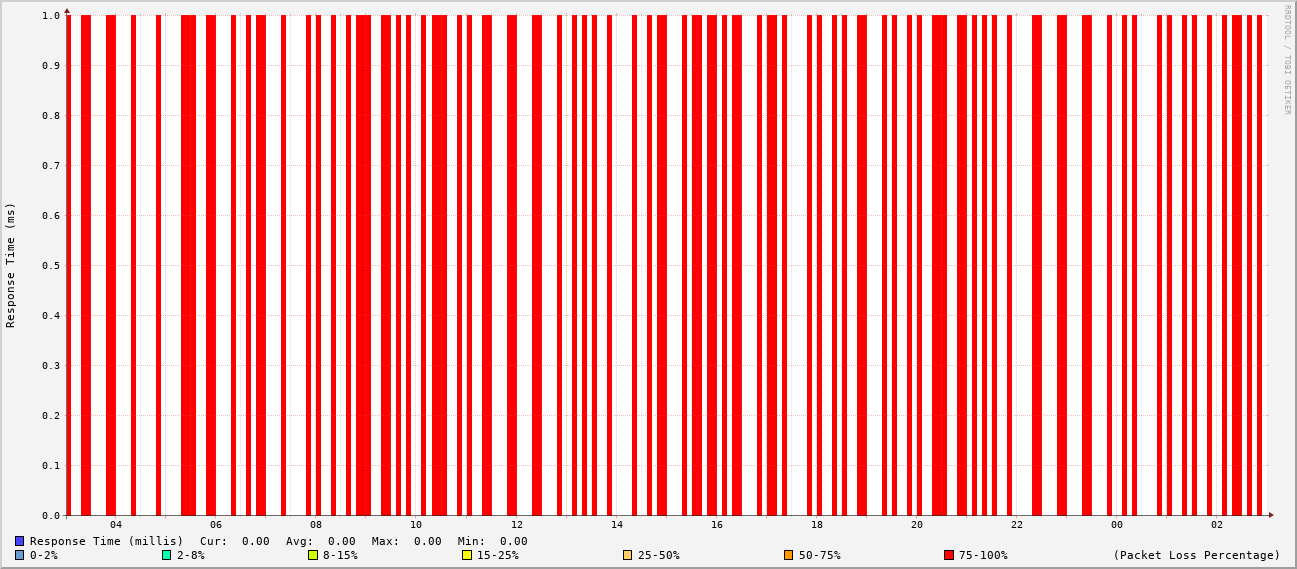 RRDTOOL / TOBI OETIKER
Response Time (ms)
1.0
0.9
0.8
0.7
0.6
0.5
0.4
0.3
0.2
0.1
0.0
04 06 08 10 12 14 16 18 20 22 00 02
Response Time (millis) Cur: 0.00 Avg: 0.00 Max: 0.00 Min: 0.00
0-2% 2-8% 8-15% 15-25% 25-50% 50-75% 75-100% (Packet Loss Percentage)